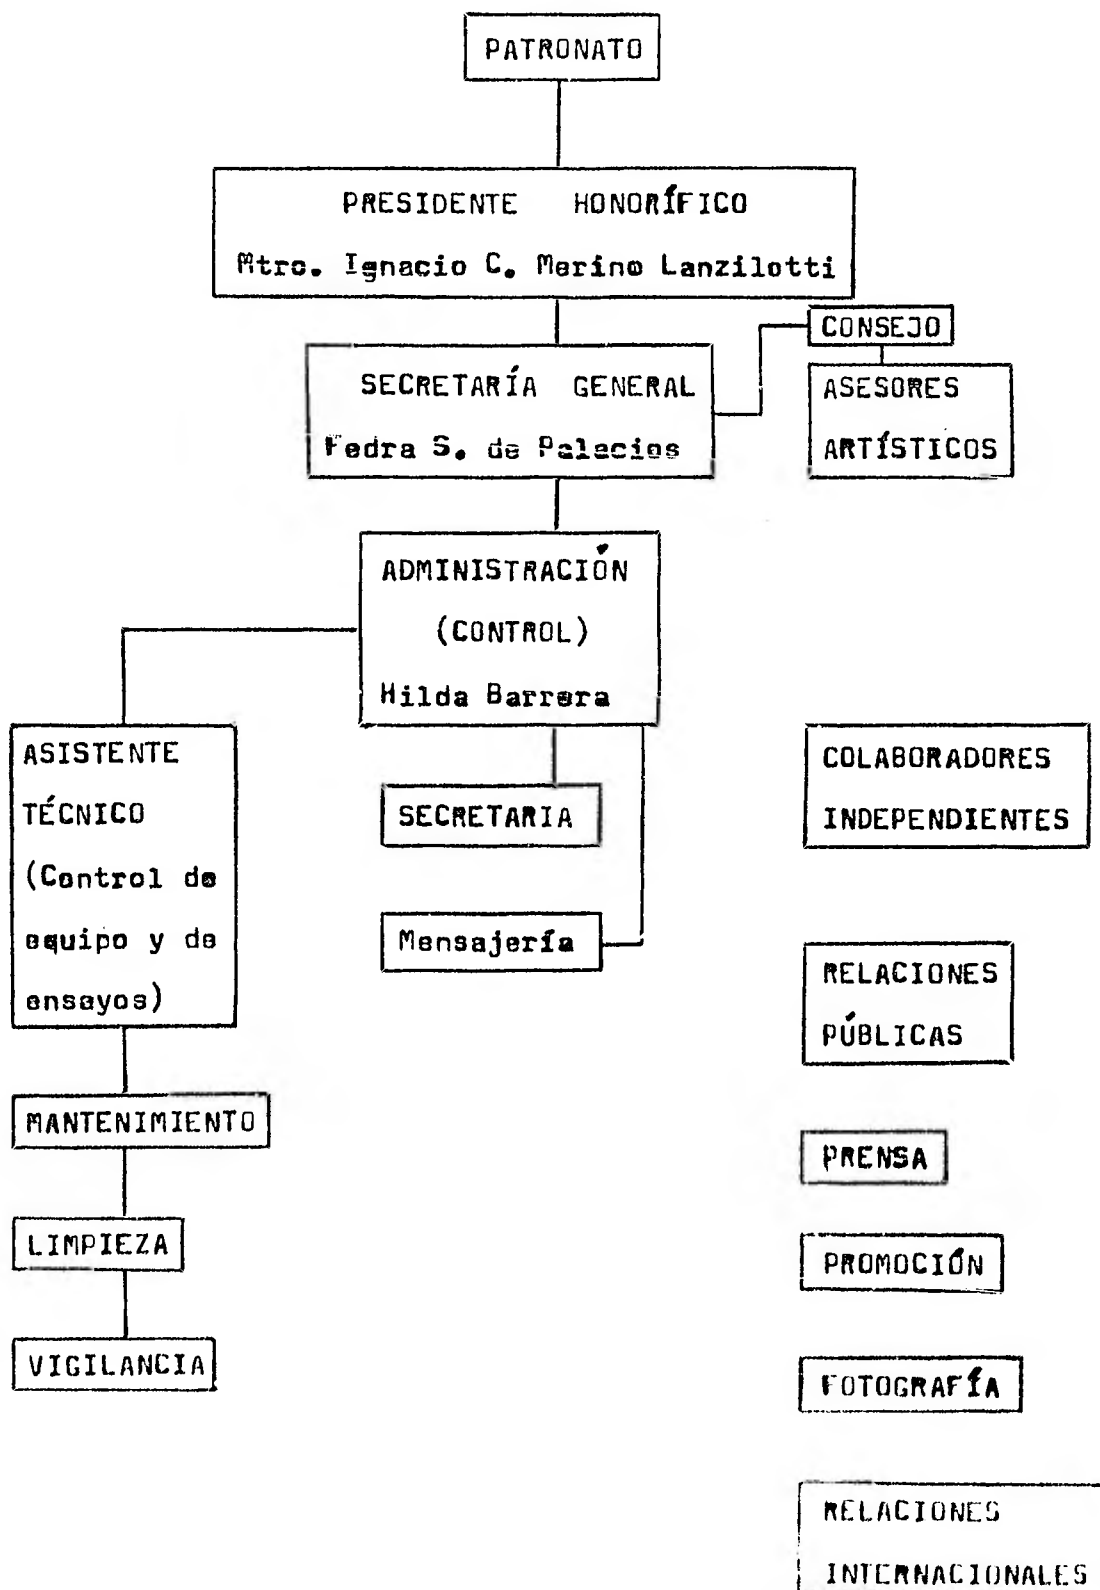 PATRONATO
PRESIDENTE HONORÍFICO
Mtro. Ignacio C. Merino Lanzilotti
CONSEJO
SECRETARÍA GENERAL
Fedra S. de Palacios
ASESORES
ARTÍSTICOS
ADMINISTRACIÓN
(CONTROL)
Hilda Barrera
ASISTENTE
TÉCNICO
(Control de
equipo y de
ensayos)
SECRETARIA
Mensajería
MANTENIMIENTO
LIMPIEZA
VIGILANCIA
COLABORADORES
INDEPENDIENTES
RELACIONES
PÚBLICAS
PRENSA
PROMOCIÓN
FOTOGRAFÍA
RELACIONES
INTERNACIONALES